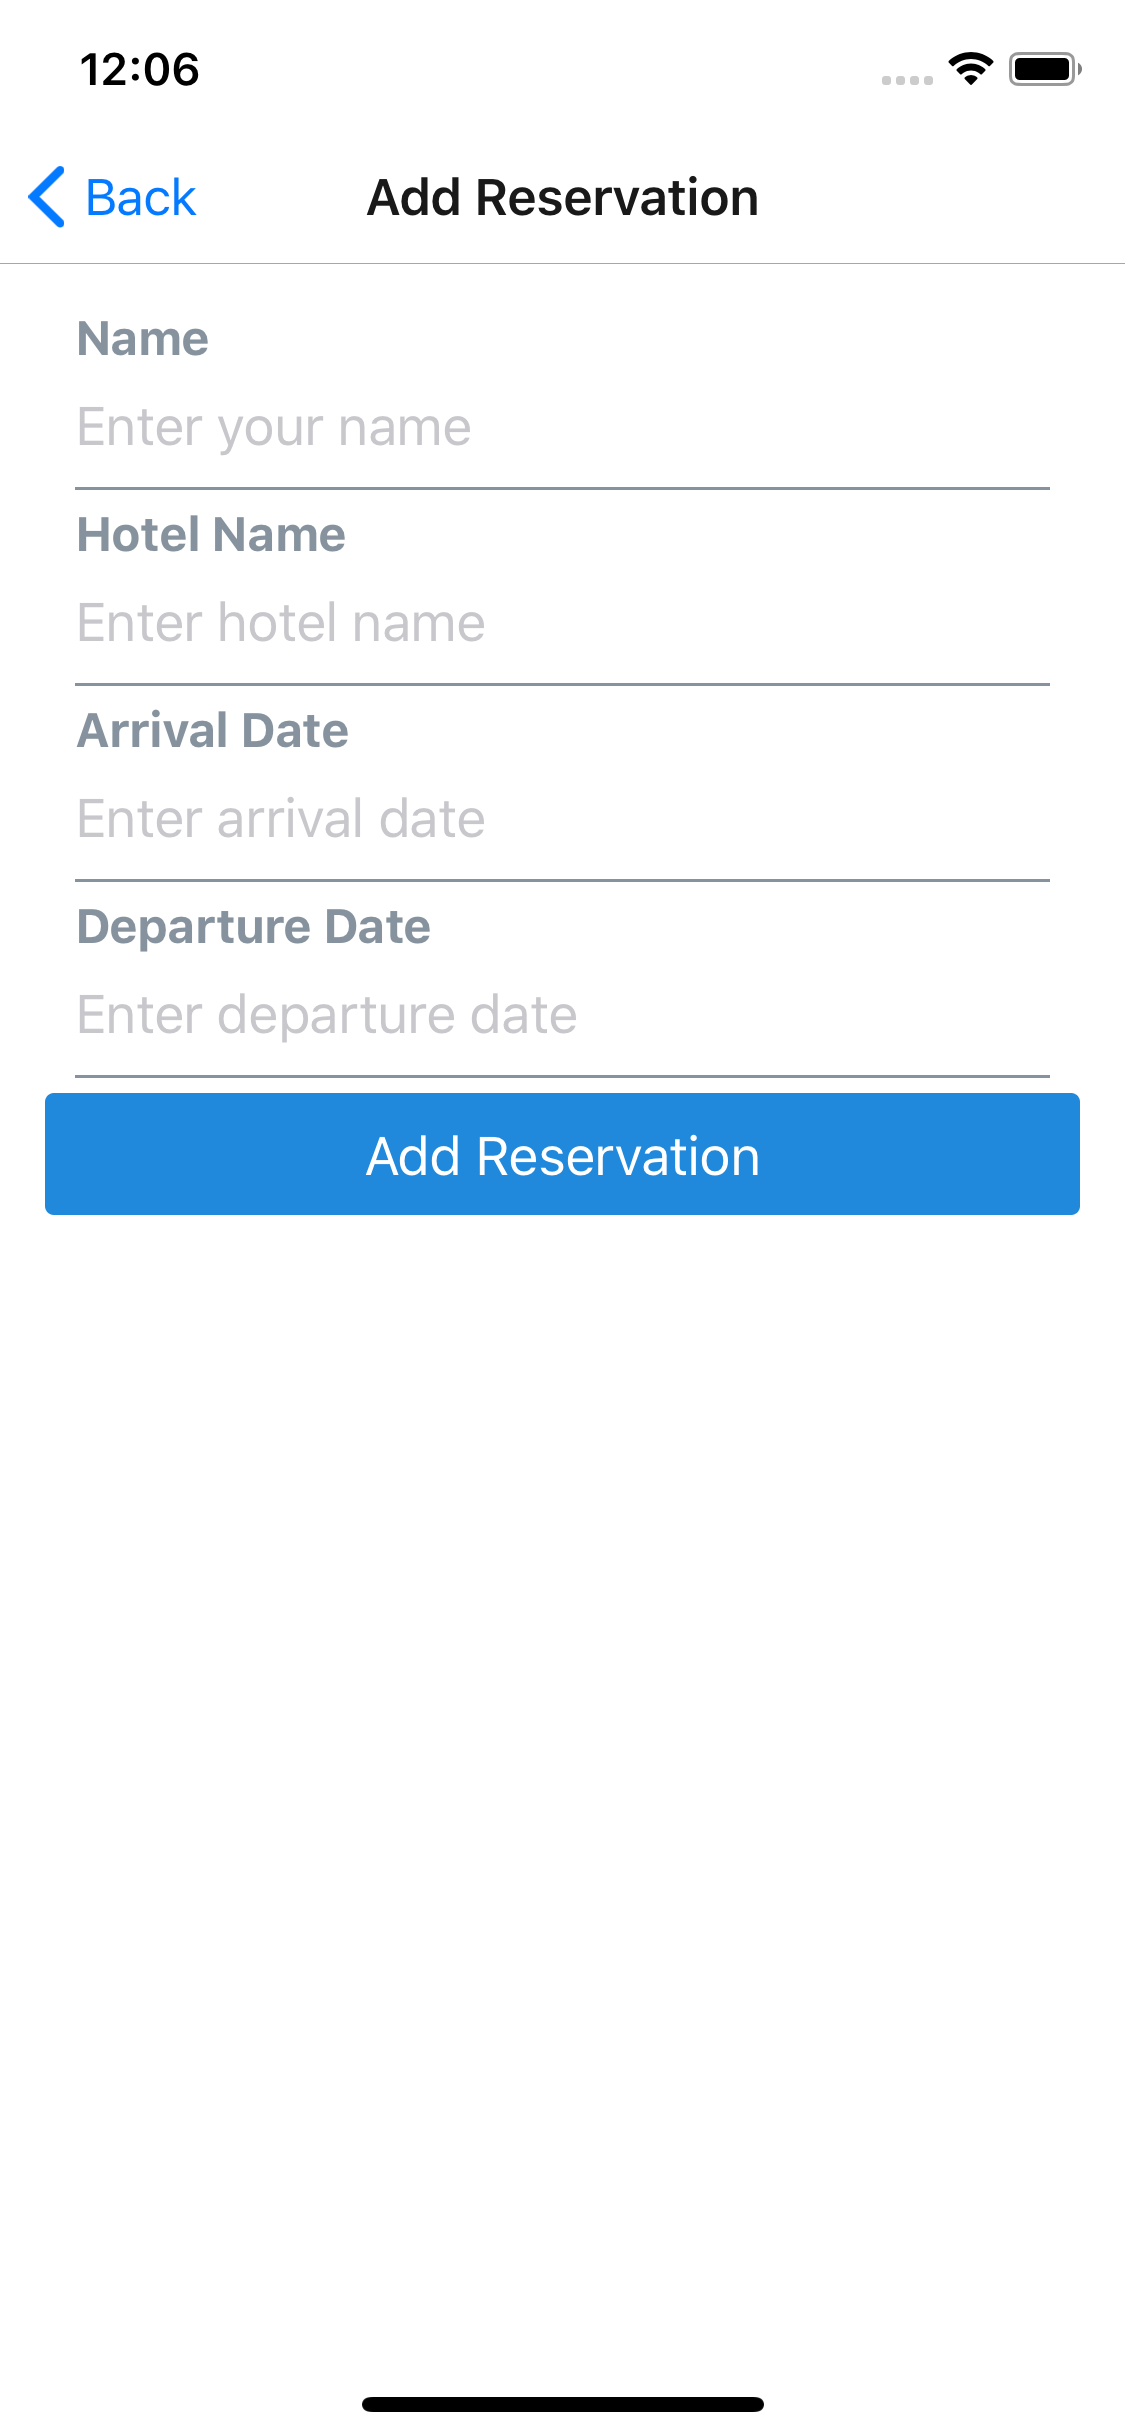 12:06
Back
Add Reservation
Name
Enter your name
Hotel Name
Enter hotel name
Arrival Date
Enter arrival date
Departure Date
Enter departure date
Add Reservation